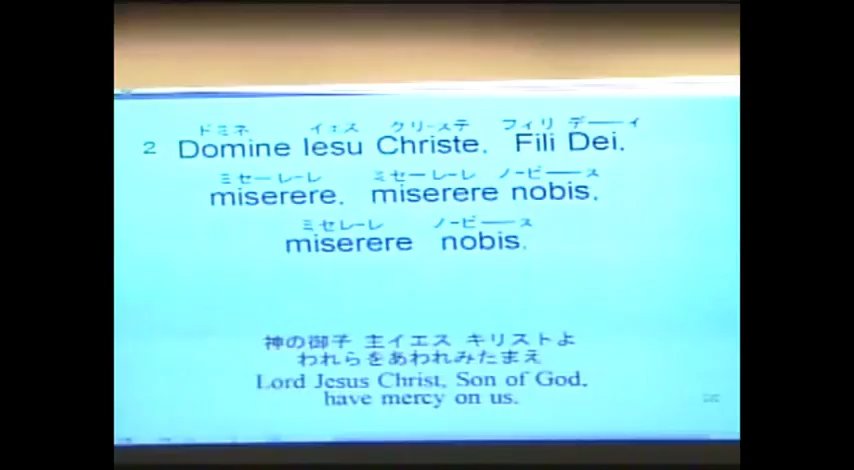 ドミネ イェス クリーステ フィリ デーーィ
2 Domine Iesu Christe. Fili Dei.
ミセーレーレ ミセーレーレ ノービーース
miserere. miserere nobis.
ミセレーレ ノービーース
miserere nobis.
神の御子 主イエス キリストよ
われらをあわれみたまえ
Lord Jesus Christ, Son of God,
have mercy on us.